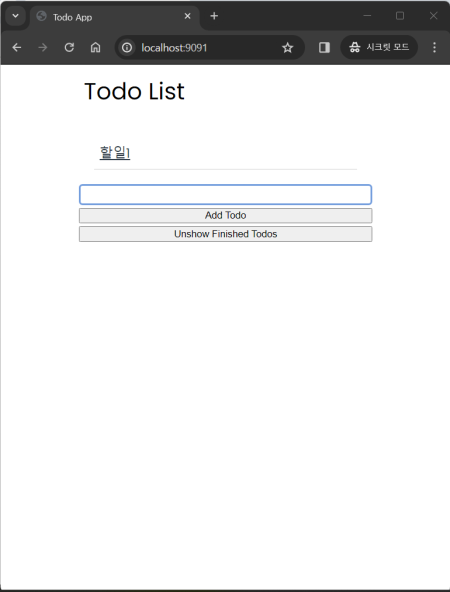 Todo App
localhost:9091
시크릿 모드
Todo List
할일1
Add Todo
Unshow Finished Todos